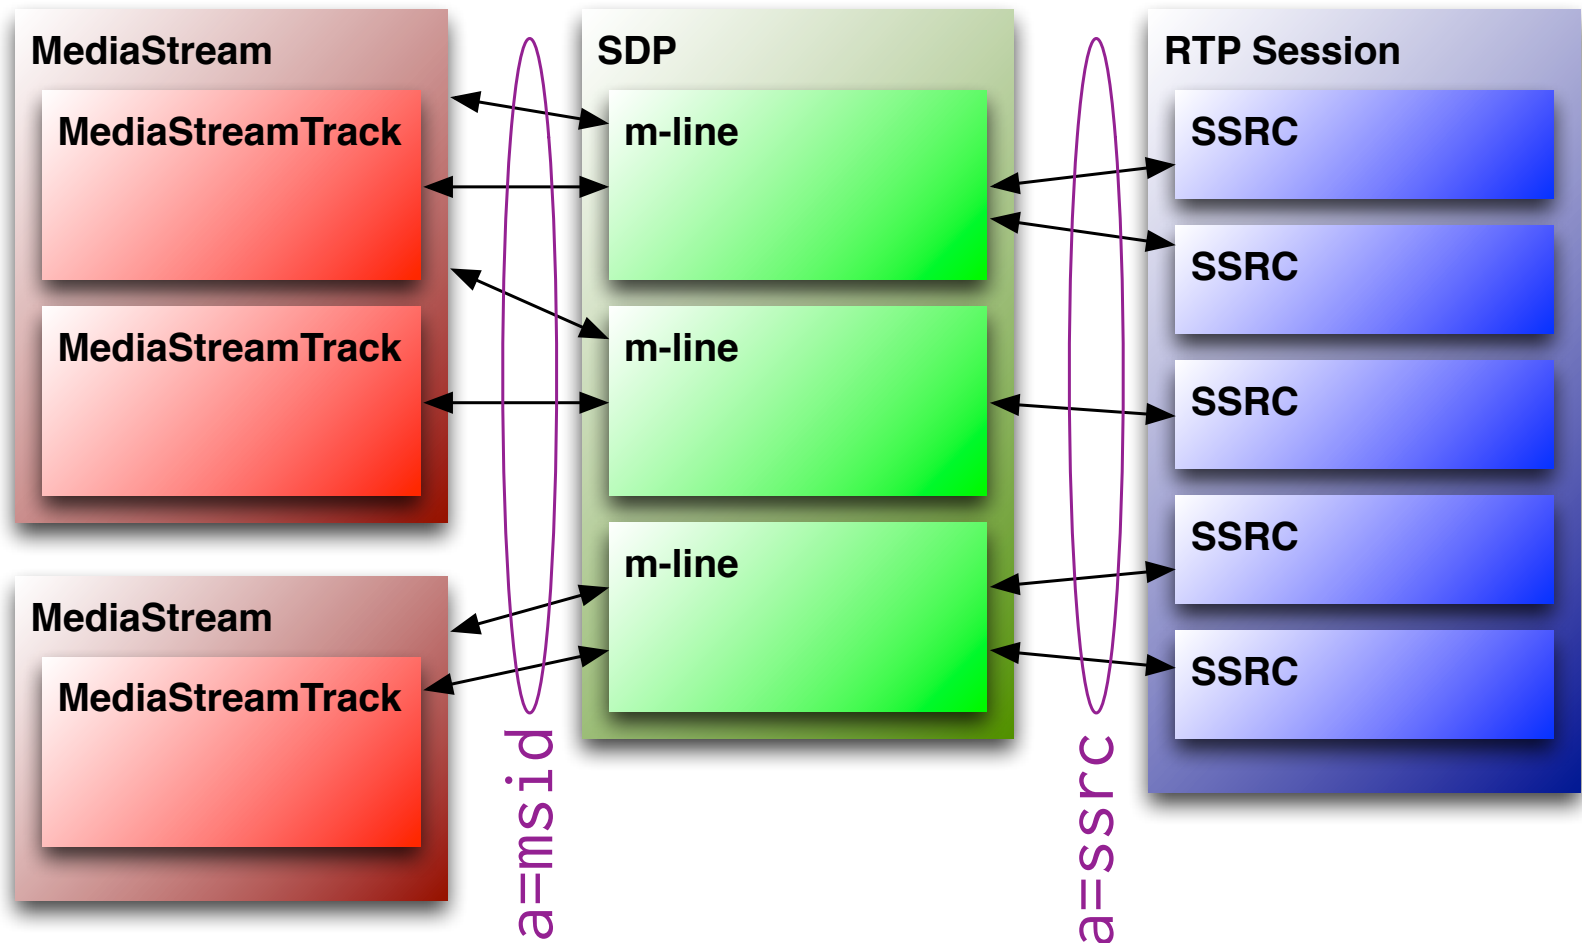 MediaStream
MediaStreamTrack
MediaStreamTrack
MediaStream
MediaStreamTrack
a=msid
SDP
m-line
m-line
m-line
a=ssrc
RTP Session
SSRC
SSRC
SSRC
SSRC
SSRC